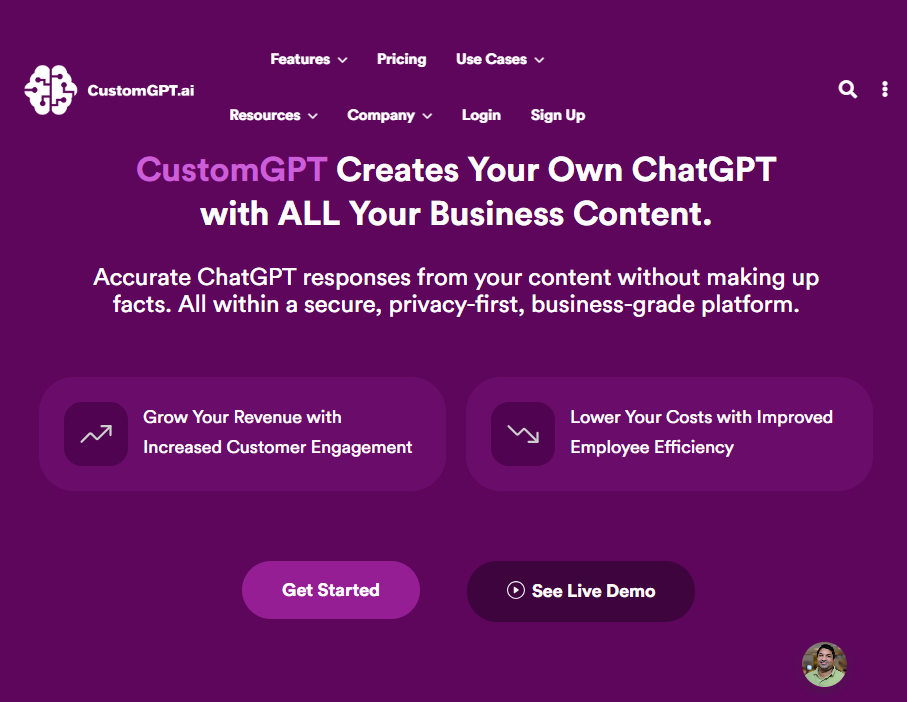 Features
Pricing
Use Cases
CustomGPT.ai
Resources
Company
Login
Sign Up
CustomGPT Creates Your Own ChatGPT
with ALL Your Business Content.
Accurate ChatGPT responses from your content without making up
facts. All within a secure, privacy-first, business-grade platform.
Grow Your Revenue with
Increased Customer Engagement
Lower Your Costs with Improved
Employee Efficiency
Get Started
See Live Demo